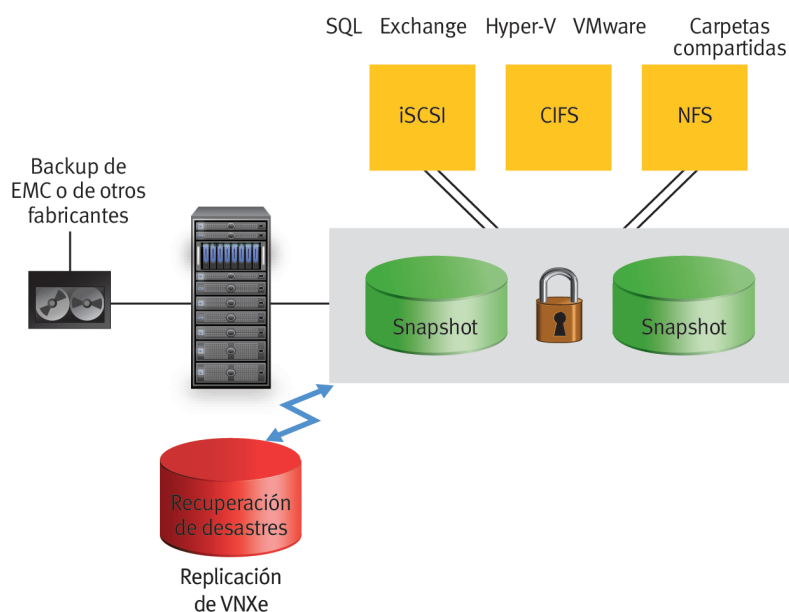 SQL Exchange Hyper-V VMware Carpetas
compartidas
iSCSI CIFS NFS
Backup de
EMC o de otros
fabricantes
Snapshot Snapshot
Recuperación
de desastres
Replicación
de VNXe